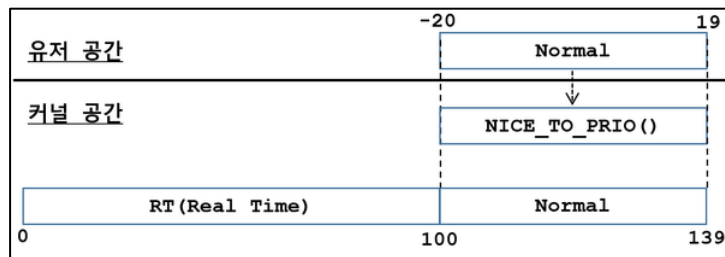 -20 19
유저 공간 Normal
커널 공간
NICE_TO_PRIO()
RT(Real Time) Normal
0 100 139